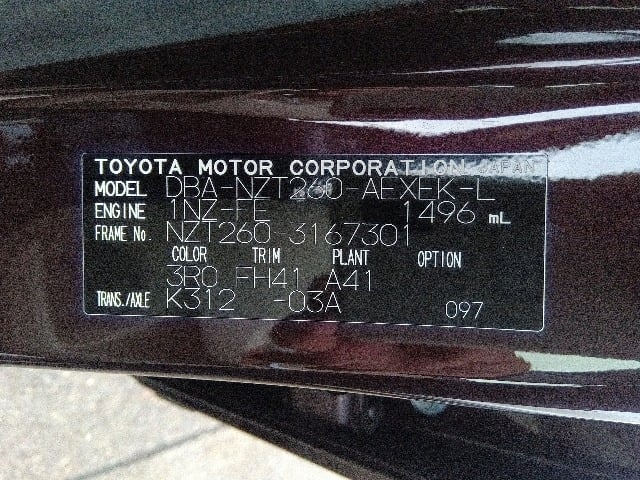 TOYOTA MOTOR CORPORATION JAPAN
MODEL DBA-NZT260-AEXEK-L
ENGINE 1NZ-FE 1496 mL
FRAME No. NZT260-3167301
COLOR TRIM PLANT OPTION
3R0 FH41 A41
TRANS./AXLE K312 -03A 097